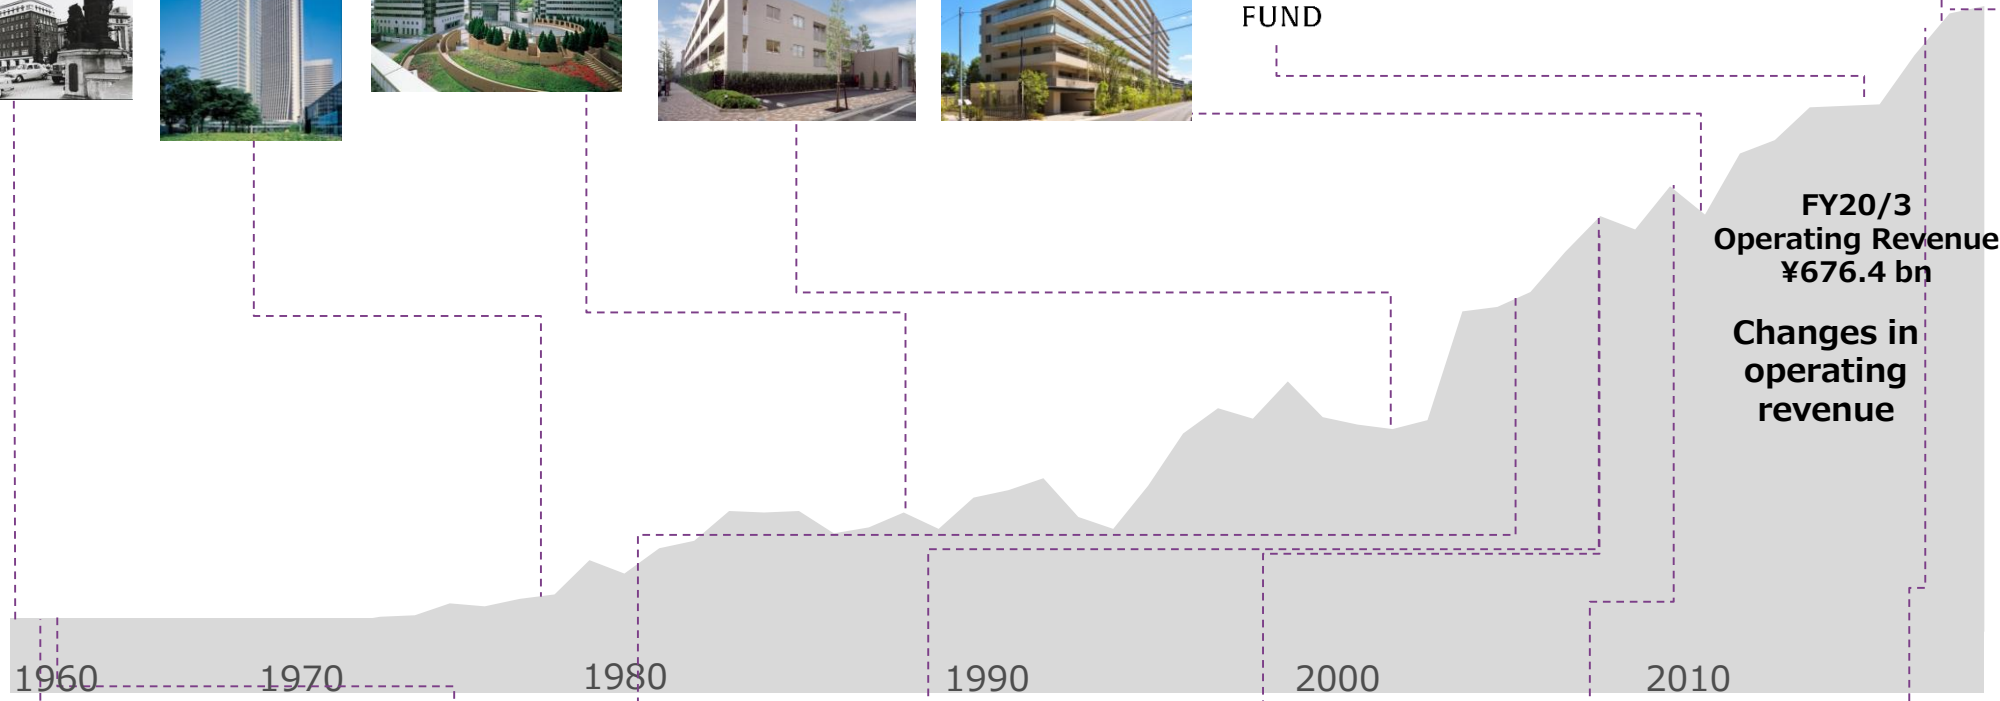 FUND
FY20/3
Operating Revenue
¥676.4 bn
Changes in
operating
revenue
1960 1970 1980 1990 2000 2010